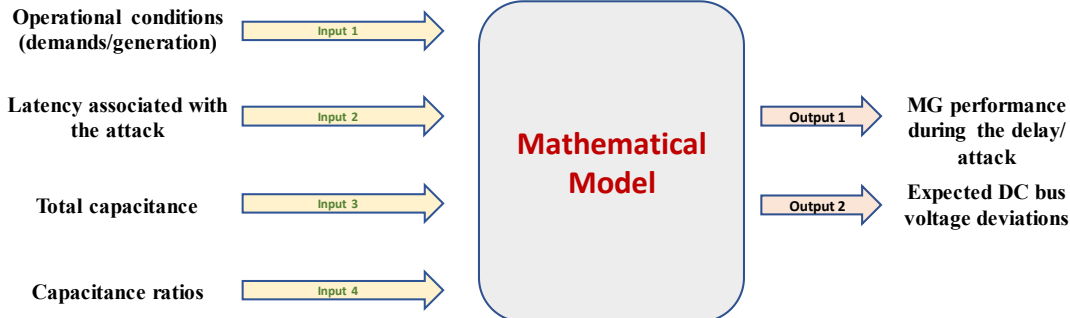 Operational conditions
(demands/generation)
Input 1
Latency associated with
the attack
Input 2
Total capacitance
Input 3
Capacitance ratios
Input 4
Mathematical
Model
Output 1
MG performance
during the delay/
attack
Output 2
Expected DC bus
voltage deviations